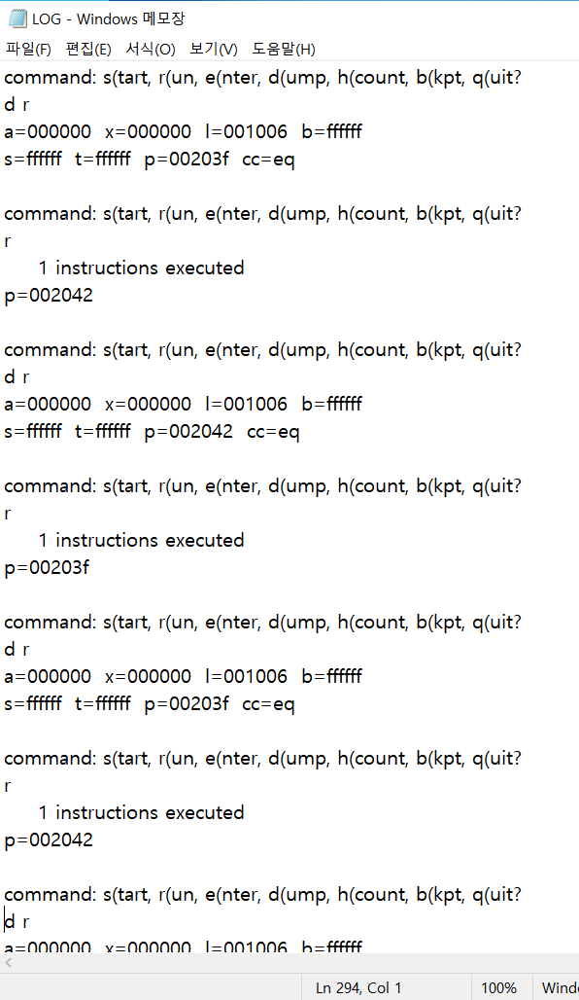 LOG - Windows 메모장
파일(F) 편집(E) 서식(O) 보기(V) 도움말(H)
command: s(tart, r(un, e(nter, d(ump, h(count, b(kpt, q(uit?
d r
a=000000 x=000000 l=001006 b=ffffff
s=ffffff t=ffffff p=00203f cc=eq
command: s(tart, r(un, e(nter, d(ump, h(count, b(kpt, q(uit?
r
1 instructions executed
p=002042
command: s(tart, r(un, e(nter, d(ump, h(count, b(kpt, q(uit?
d r
a=000000 x=000000 l=001006 b=ffffff
s=ffffff t=ffffff p=002042 cc=eq
command: s(tart, r(un, e(nter, d(ump, h(count, b(kpt, q(uit?
r
1 instructions executed
p=00203f
command: s(tart, r(un, e(nter, d(ump, h(count, b(kpt, q(uit?
d r
a=000000 x=000000 l=001006 b=ffffff
s=ffffff t=ffffff p=00203f cc=eq
command: s(tart, r(un, e(nter, d(ump, h(count, b(kpt, q(uit?
r
1 instructions executed
p=002042
command: s(tart, r(un, e(nter, d(ump, h(count, b(kpt, q(uit?
d r
a=000000 x=000000 l=001006 b=ffffff
Ln 294, Col 1 100% Wind